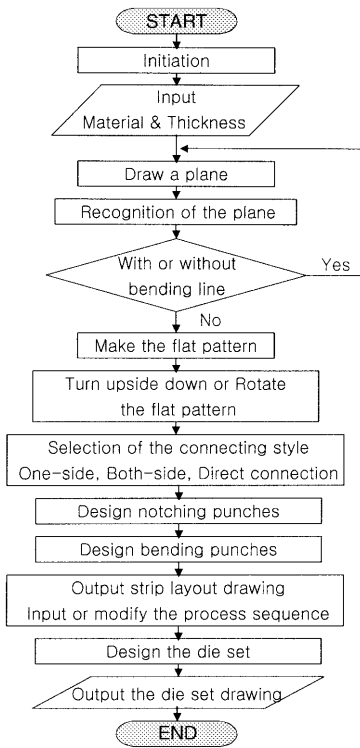 START
Initiation
Input
Material & Thickness
Draw a plane
Recognition of the plane
With or without
bending line
Yes
No
Make the flat pattern
Turn upside down or Rotate
the flat pattern
Selection of the connecting style
One-side, Both-side, Direct connection
Design notching punches
Design bending punches
Output strip layout drawing
Input or modify the process sequence
Design the die set
Output the die set drawing
END